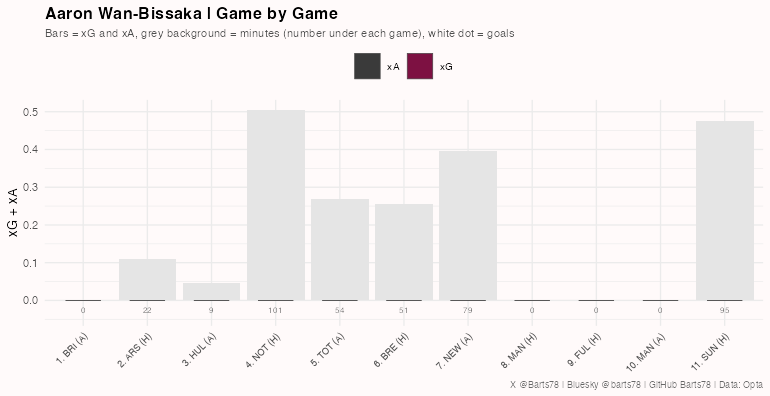 Aaron Wan-Bissaka | Game by Game
Bars = xG and xA, grey background = minutes (number under each game), white dot = goals
xA xG
xG + xA
0.5
0.4
0.3
0.2
0.1
0.0
0 22 9 101 54 51 79 0 0 0 95
1. BRI (A) 2. ARS (H) 3. HUL (A) 4. NOT (H) 5. TOT (A) 6. BRE (H) 7. NEW (A) 8. MAN (H) 9. FUL (H) 10. MAN (A) 11. SUN (H)
X @Barts78 | Bluesky @barts78 | GitHub Barts78 | Data: Opta